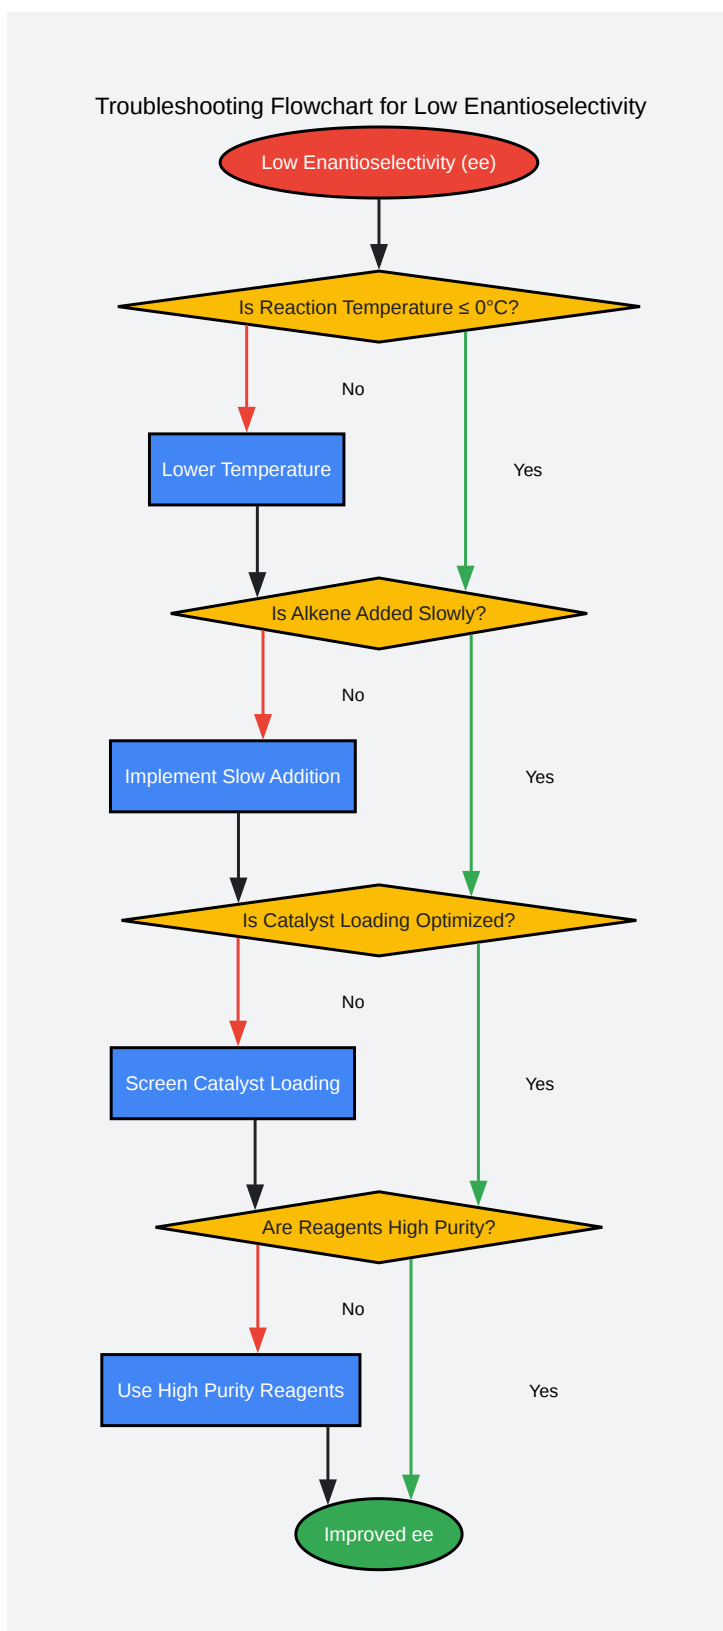 Troubleshooting Flowchart for Low Enantioselectivity
Low Enantioselectivity (ee)
Is Reaction Temperature ≤ 0°C?
No
Lower Temperature
Yes
Is Alkene Added Slowly?
No
Implement Slow Addition
Yes
Is Catalyst Loading Optimized?
No
Screen Catalyst Loading
Yes
Are Reagents High Purity?
No
Use High Purity Reagents
Yes
Improved ee